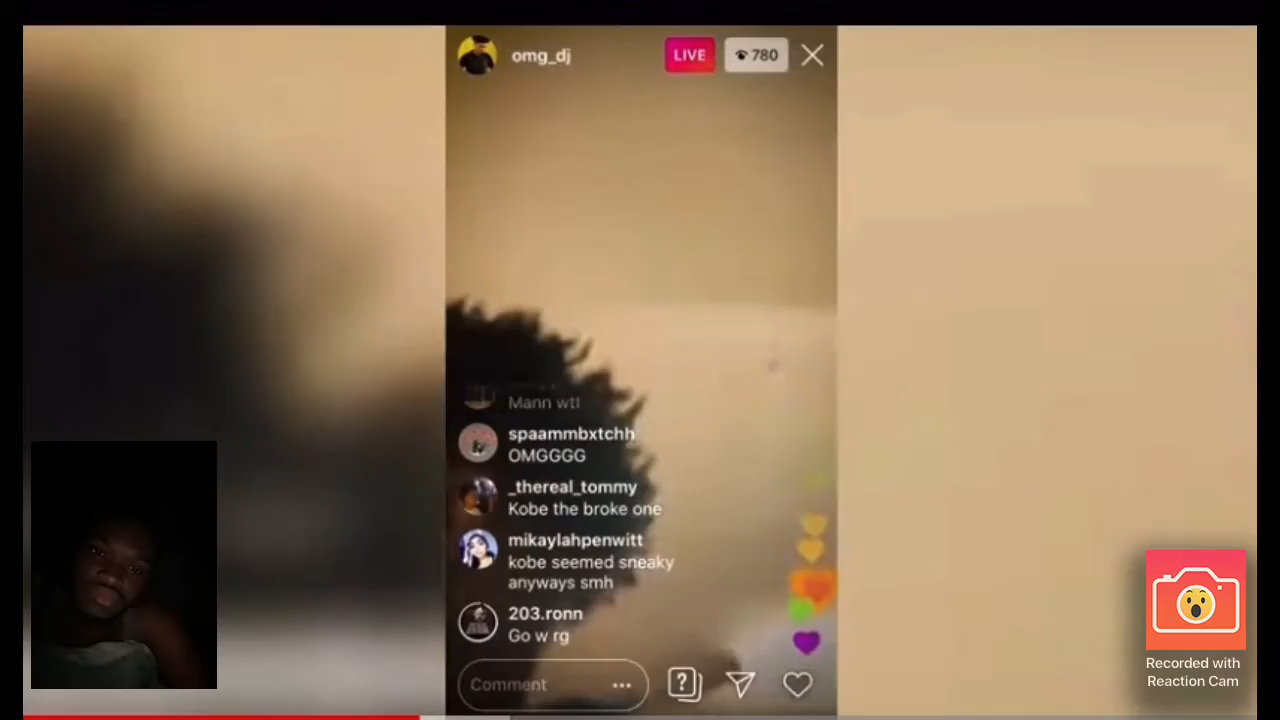 omg_dj
LIVE
780
Mann wtf
spaammbxtchh
OMGGGG
_thereal_tommy
Kobe the broke one
mikaylahpenwitt
kobe seemed sneaky
anyways smh
203.ronn
Go w rg
Comment
Recorded with
Reaction Cam